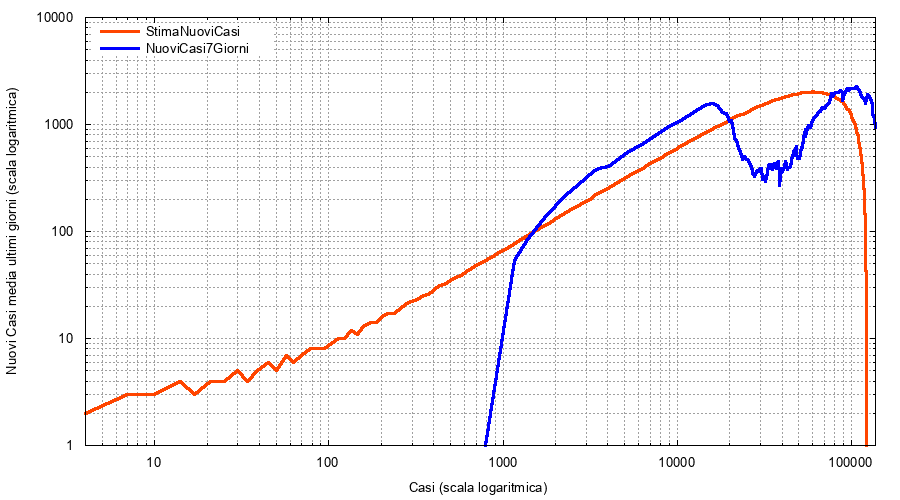 10000
1000
100
10
1
StimaNuoviCasi
NuoviCasi7Giorni
Nuovi Casi media ultimi giorni (scala logaritmica)
10 100 1000 10000 100000
Casi (scala logaritmica)